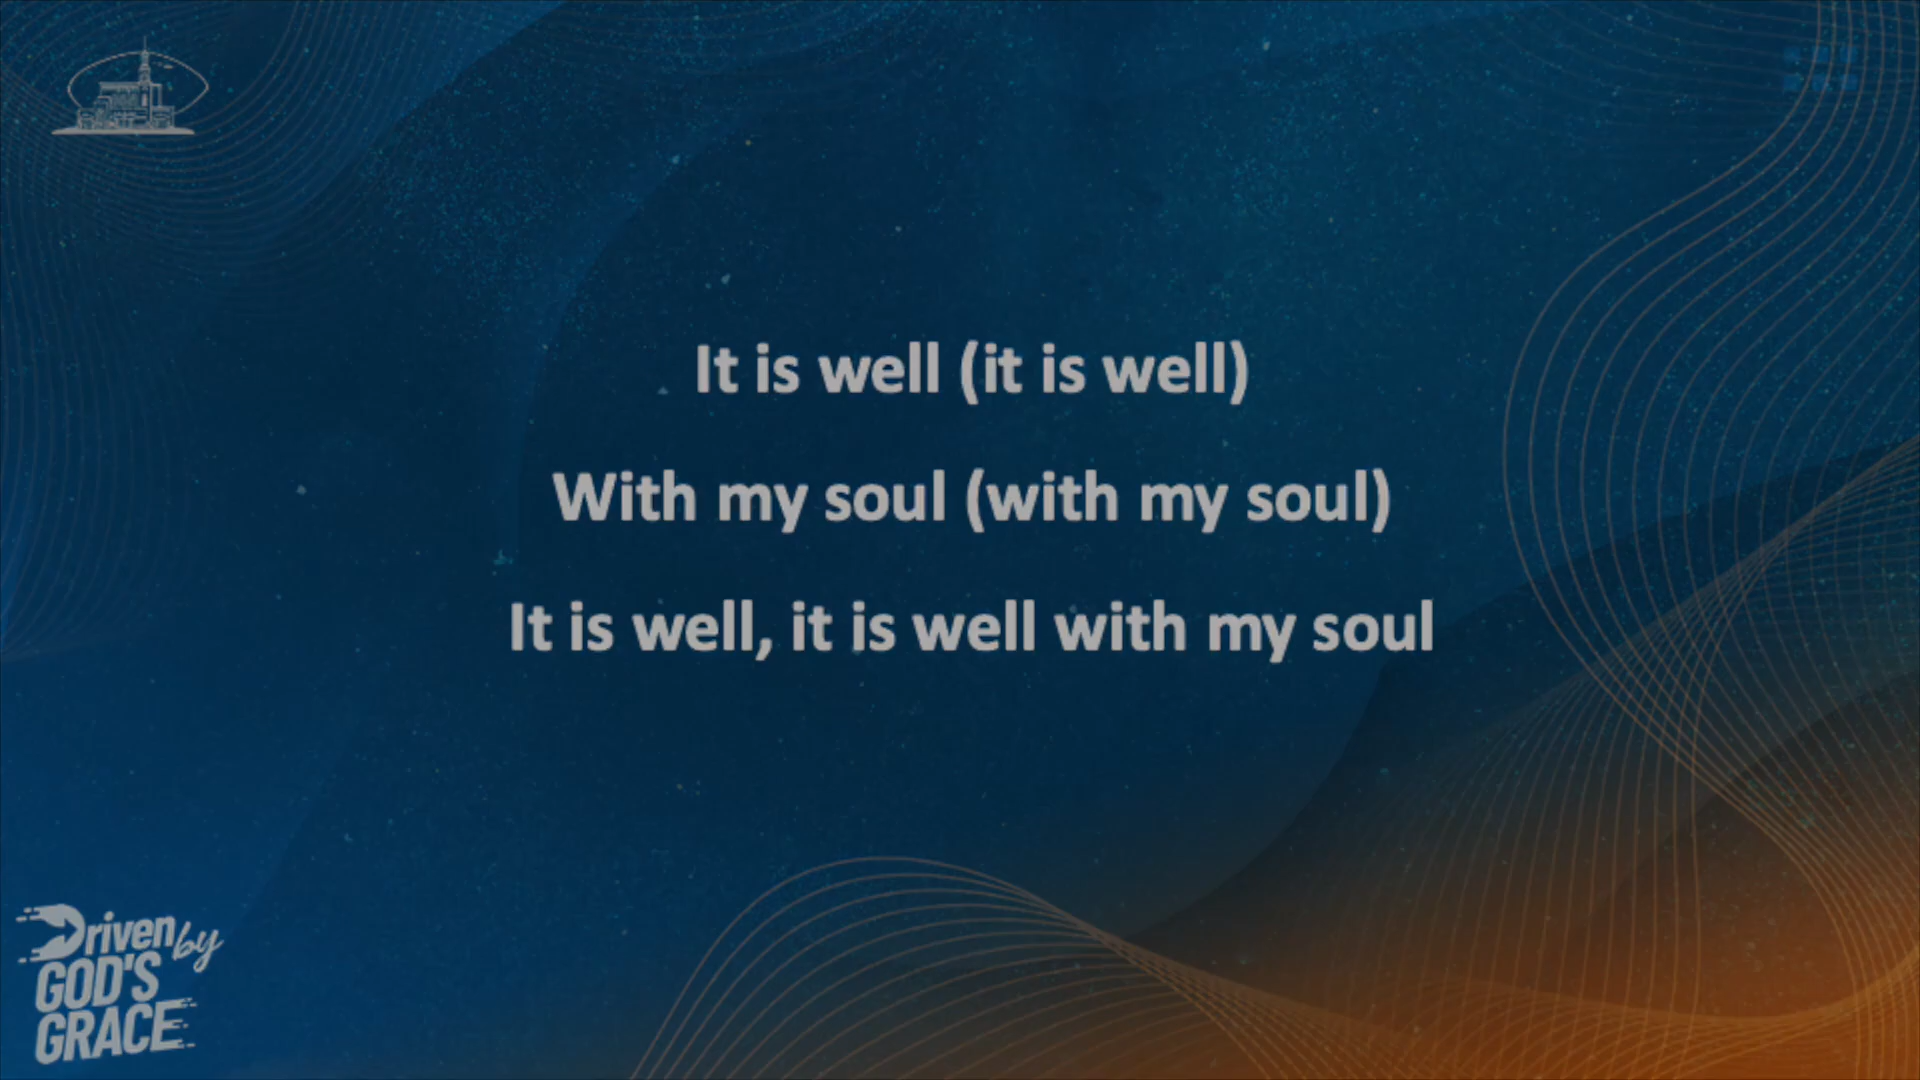 It is well (it is well)
With my soul (with my soul)
It is well, it is well with my soul
Driven by
GOD'S
GRACE